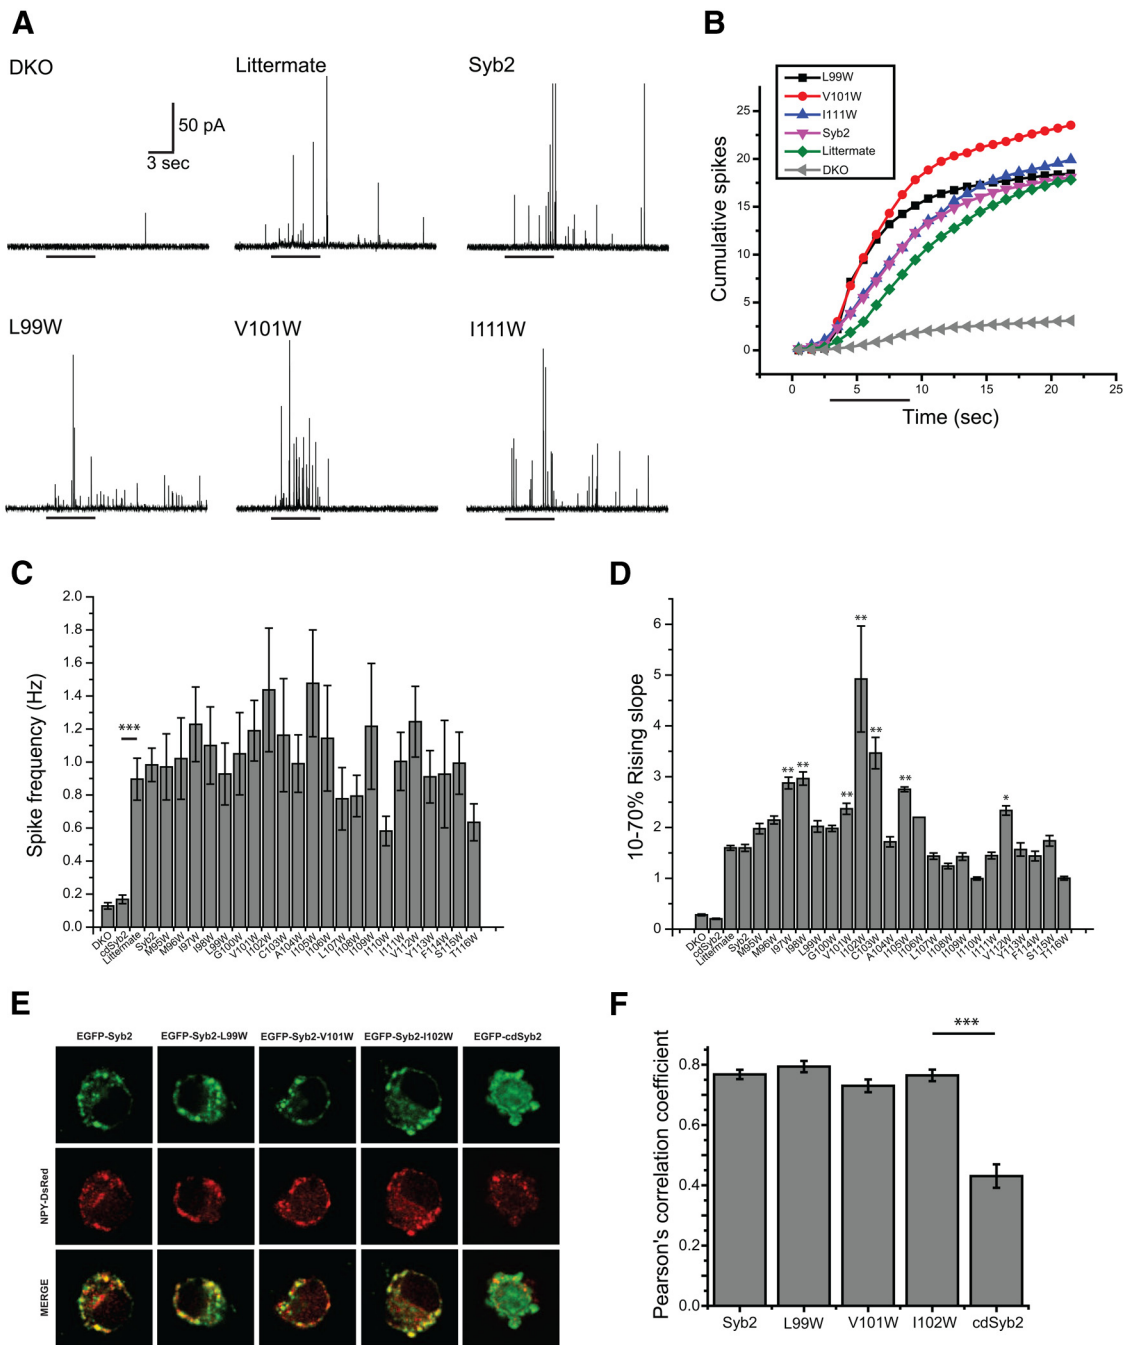 A
DKO
Littermate
Syb2
50 pA
3 sec
L99W
V101W
I111W
B
L99W
V101W
I111W
Syb2
Littermate
DKO
Cumulative spikes
25
20
15
10
5
0
0 5 10 15 20 25
Time (sec)
C
Spike frequency (Hz)
2.0
1.8
1.6
1.4
1.2
1.0
0.8
0.6
0.4
0.2
0.0
***
DKO
cdSyb2
Littermate
Syb2
M95W
M96W
I97W
I98W
L99W
G100W
V101W
I102W
C103W
A104W
I105W
I106W
L107W
I108W
I109W
I110W
I111W
V112W
Y113W
F114W
S115W
T116W
D
10-70% Rising slope
6
5
4
3
2
1
0
** ** ** ** ** ** *
DKO
cdSyb2
Littermate
Syb2
M95W
M96W
I97W
I98W
L99W
G100W
V101W
I102W
C103W
A104W
I105W
I106W
L107W
I108W
I109W
I110W
I111W
V112W
Y113W
F114W
S115W
T116W
E
EGFP-Syb2 EGFP-Syb2-L99W EGFP-Syb2-V101W EGFP-Syb2-I102W EGFP-cdSyb2
NPY-DsRed
MERGE
F
Pearson's correlation coefficient
0.8
0.6
0.4
0.2
0.0
***
Syb2 L99W V101W I102W cdSyb2